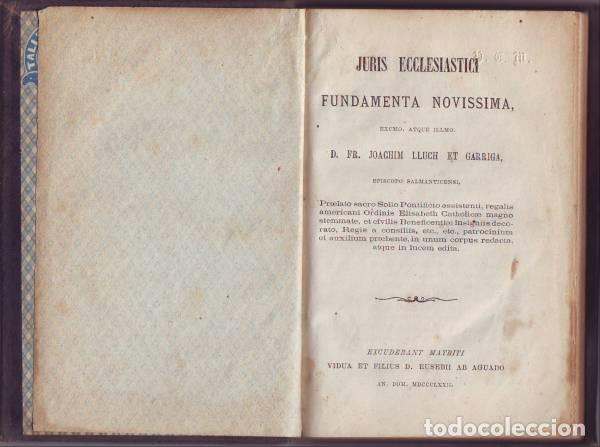 TALI
P. G. M.
JURIS ECCLESIASTICI
FUNDAMENTA NOVISSIMA,
EXCMO. ATQUE ILLMO.
D. FR. JOACHIM LLUCH ET GARRIGA,
EPISCOPO SALMANTICENSI,
Prælato sacro Solio Pontificio assistenti, regalis
americani Ordinis Elisabeth Catholicæ magno
stemmate, et civilis Beneficentiæ insigniis deco-
rato, Regis a consiliis, etc., etc., patrocinium
et auxilium præbente, in unum corpus redacta,
atque in lucem edita.
EXCUDEBANT MATRITI
VIDUA ET FILIUS D. EUSEBII AB AGUADO
AN. DOM. MDCCCLXXII.
todocoleccion.net